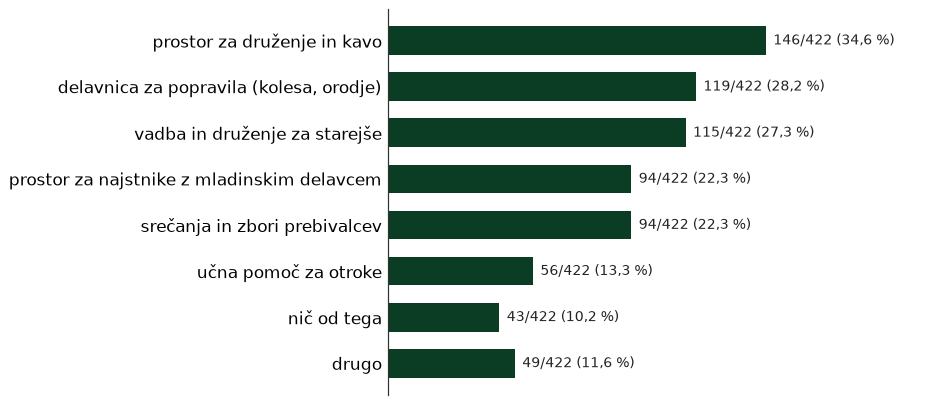 prostor za druženje in kavo 146/422 (34,6 %)
delavnica za popravila (kolesa, orodje) 119/422 (28,2 %)
vadba in druženje za starejše 115/422 (27,3 %)
prostor za najstnike z mladinskim delavcem 94/422 (22,3 %)
srečanja in zbori prebivalcev 94/422 (22,3 %)
učna pomoč za otroke 56/422 (13,3 %)
nič od tega 43/422 (10,2 %)
drugo 49/422 (11,6 %)